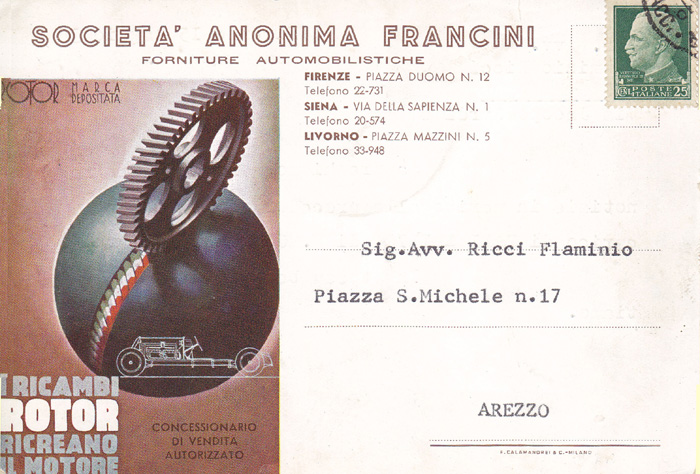 SOCIETA' ANONIMA FRANCINI
FORNITURE AUTOMOBILISTICHE
FIRENZE - PIAZZA DUOMO N. 12
Telefono 22-731
SIENA - VIA DELLA SAPIENZA N. 1
Telefono 20-574
LIVORNO - PIAZZA MAZZINI N. 5
Telefono 33-948
POSTE
ITALIANE 25
ROTOR MARCA
DEPOSITATA
Sig.Avv. Ricci Flaminio
Piazza S.Michele n.17
AREZZO
I RICAMBI
ROTOR
RICREANO
IL MOTORE
CONCESSIONARIO
DI VENDITA
AUTORIZZATO
A. CALAMANDREI & C.-MILANO